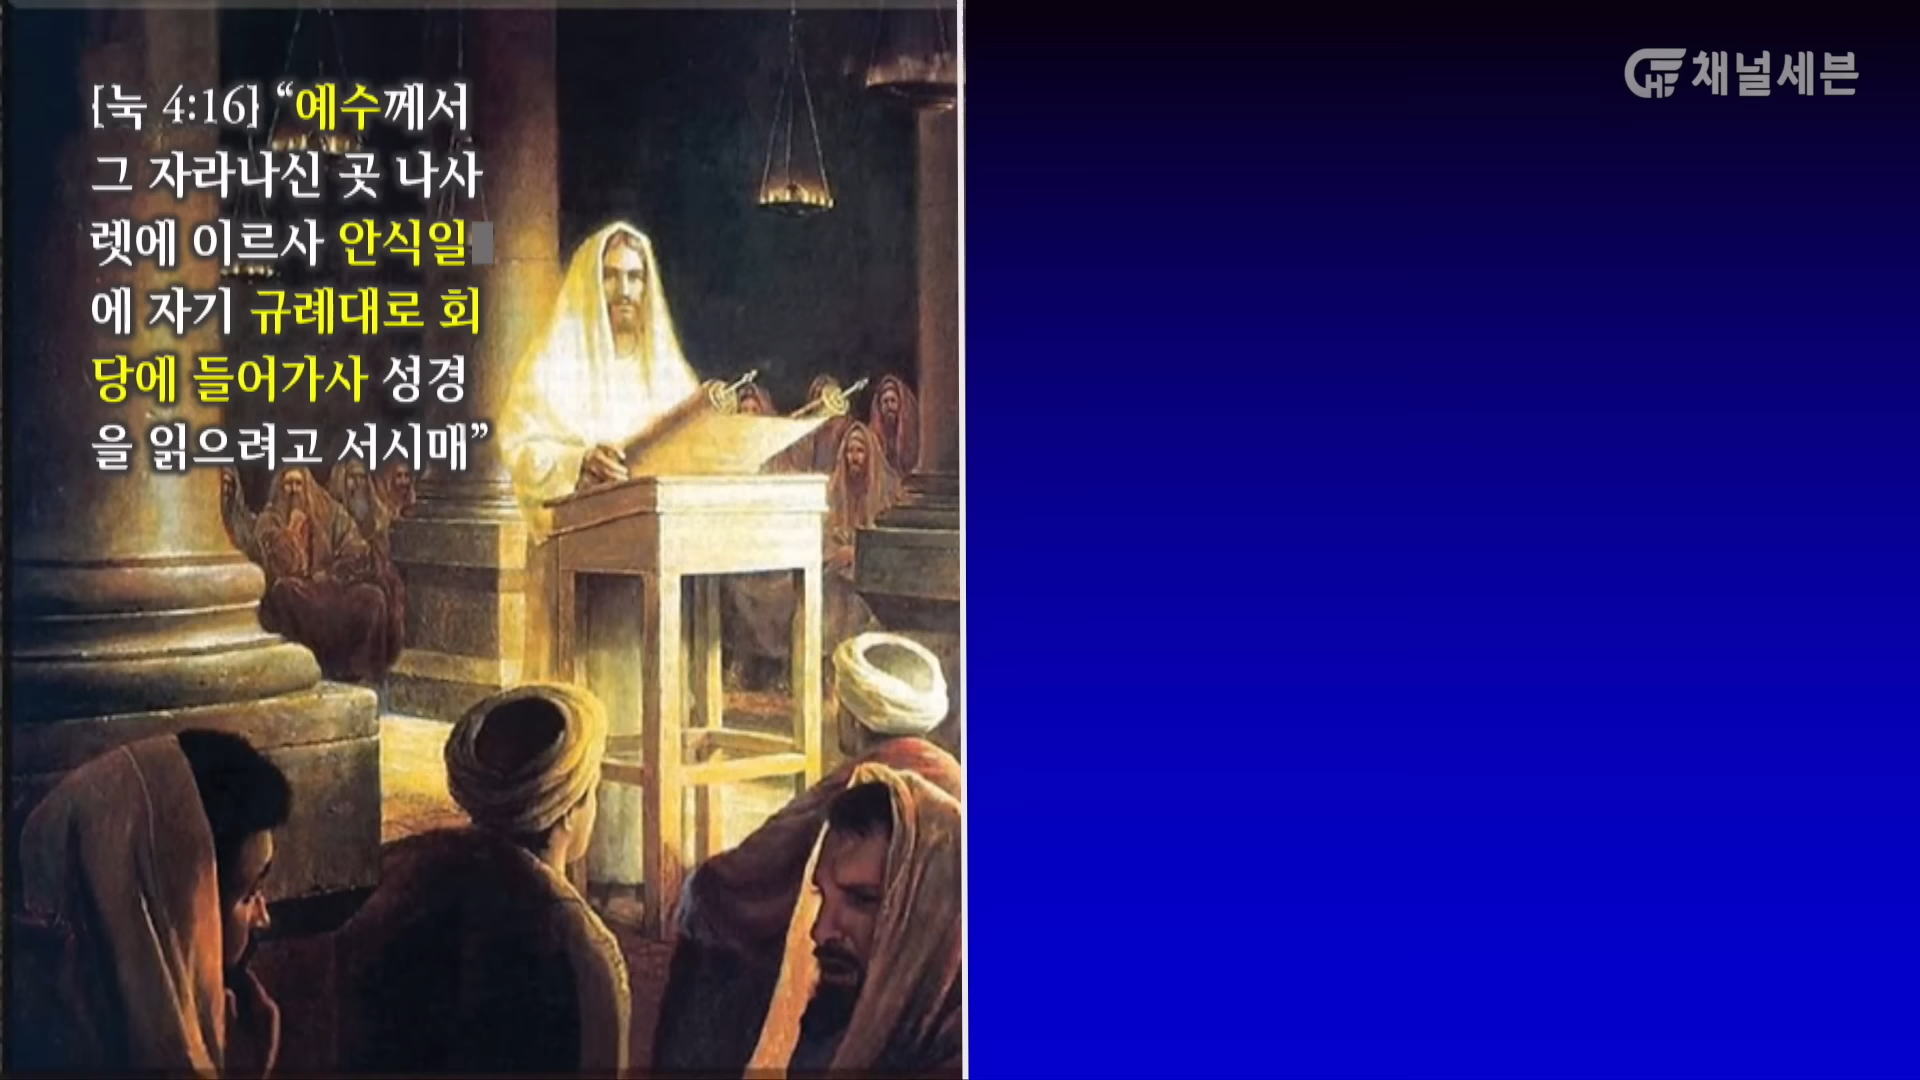 [눅 4:16] “예수께서
그 자라나신 곳 나사
렛에 이르사 안식일
에 자기 규례대로 회
당에 들어가사 성경
을 읽으려고 서시매”
채널세븐